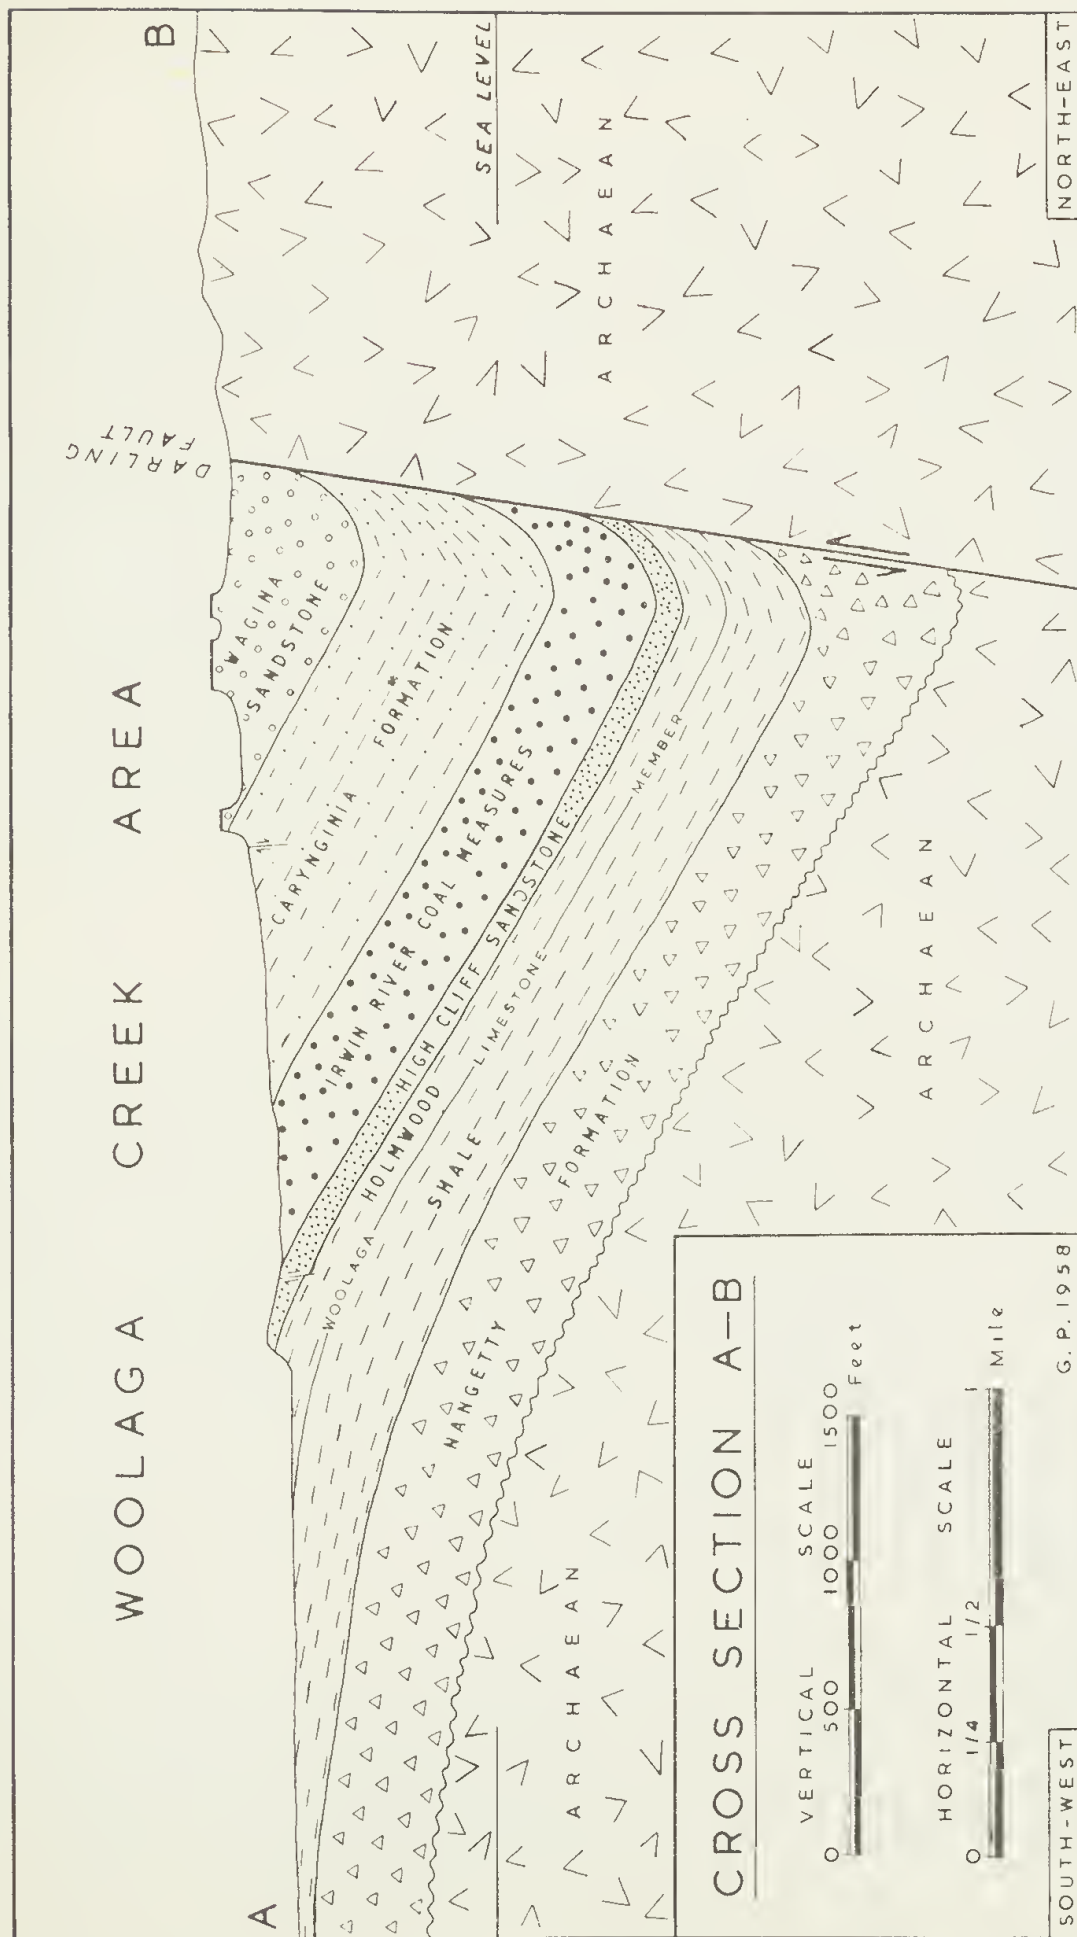 WOOLAGA CREEK AREA
A
B
DARLING
FAULT
WAGINA
SANDSTONE
CARYNGINIA FORMATION
IRWIN RIVER COAL MEASURES
HIGH CLIFF SANDSTONE
HOLMWOOD
SHALE
WOOLAGA LIMESTONE MEMBER
NANGETTY FORMATION
SEA LEVEL
ARCHAEAN
ARCHAEAN
ARCHAEAN
CROSS SECTION A—B
VERTICAL SCALE
0 500 1000 1500
Feet
HORIZONTAL SCALE
0 1/4 1/2 1
Mile
G. P. 1958
SOUTH-WEST
NORTH-EAST